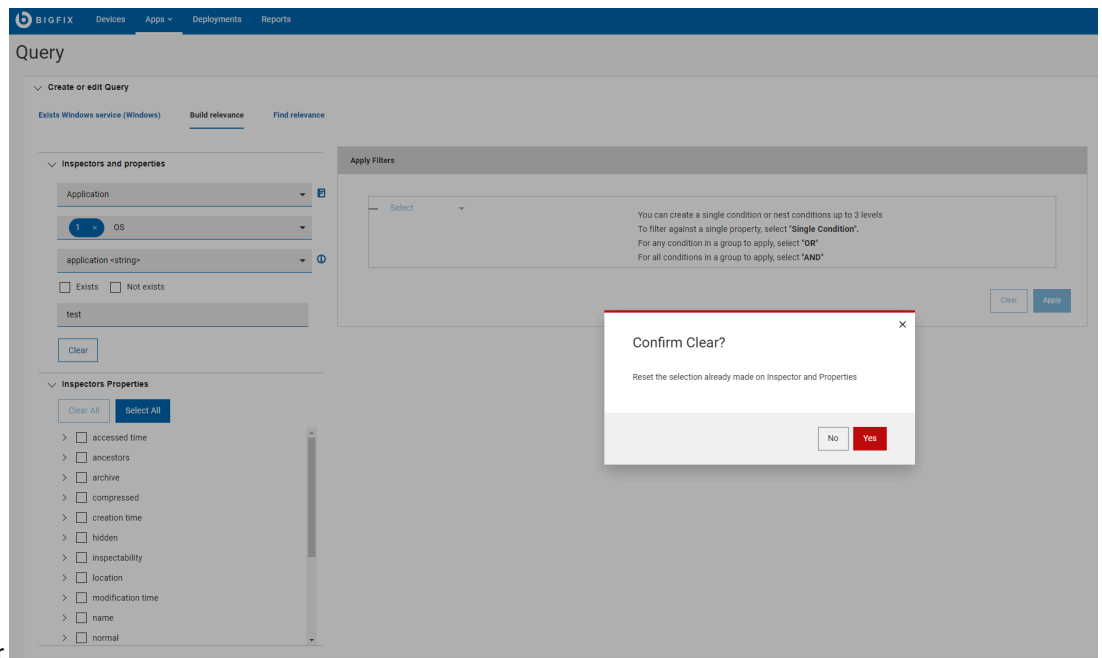 BIGFIX Devices Apps Deployments Reports
Query
Create or edit Query
Exists Windows service (Windows) Build relevance Find relevance
Inspectors and properties
Application
1 × OS
application <string>
Exists Not exists
test
Clear
Inspectors Properties
Clear All Select All
accessed time
ancestors
archive
compressed
creation time
hidden
inspectability
location
modification time
name
normal
Apply Filters
Select
You can create a single condition or nest conditions up to 3 levels
To filter against a single property, select "Single Condition".
For any condition in a group to apply, select "OR"
For all conditions in a group to apply, select "AND"
Clear Apply
Confirm Clear?
Reset the selection already made on Inspector and Properties
No Yes